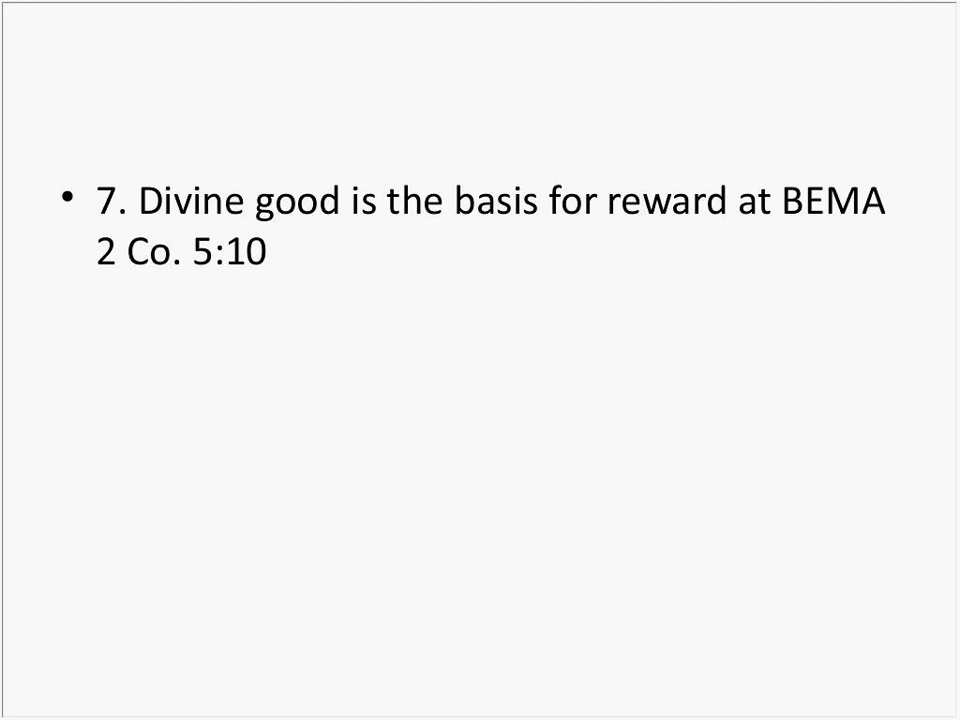 • 7. Divine good is the basis for reward at BEMA
2 Co. 5:10